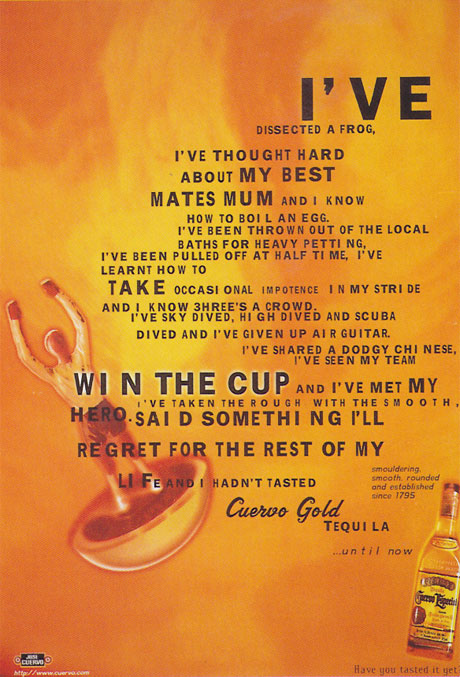 I'VE
DISSECTED A FROG,
I'VE THOUGHT HARD
ABOUT MY BEST
MATES MUM AND I KNOW
HOW TO BOIL AN EGG.
I'VE BEEN THROWN OUT OF THE LOCAL
BATHS FOR HEAVY PETTING,
I'VE BEEN PULLED OFF AT HALF TIME, I'VE
LEARNT HOW TO
TAKE OCCASIONAL IMPOTENCE IN MY STRIDE
AND I KNOW 3HREE'S A CROWD.
I'VE SKY DIVED, HIGH DIVED AND SCUBA
DIVED AND I'VE GIVEN UP AIR GUITAR.
I'VE SHARED A DODGY CHINESE,
I'VE SEEN MY TEAM
WIN THE CUP AND I'VE MET MY
I'VE TAKEN THE ROUGH WITH THE SMOOTH,
HERO. SAID SOMETHING I'LL
REGRET FOR THE REST OF MY
LIFE AND I HADN'T TASTED
smouldering,
smooth, rounded
and established
since 1795
Cuervo Gold
TEQUILA
...until now
Cuervo Especial
JOSE
CUERVO
http://www.cuervo.com
Have you tasted it yet?